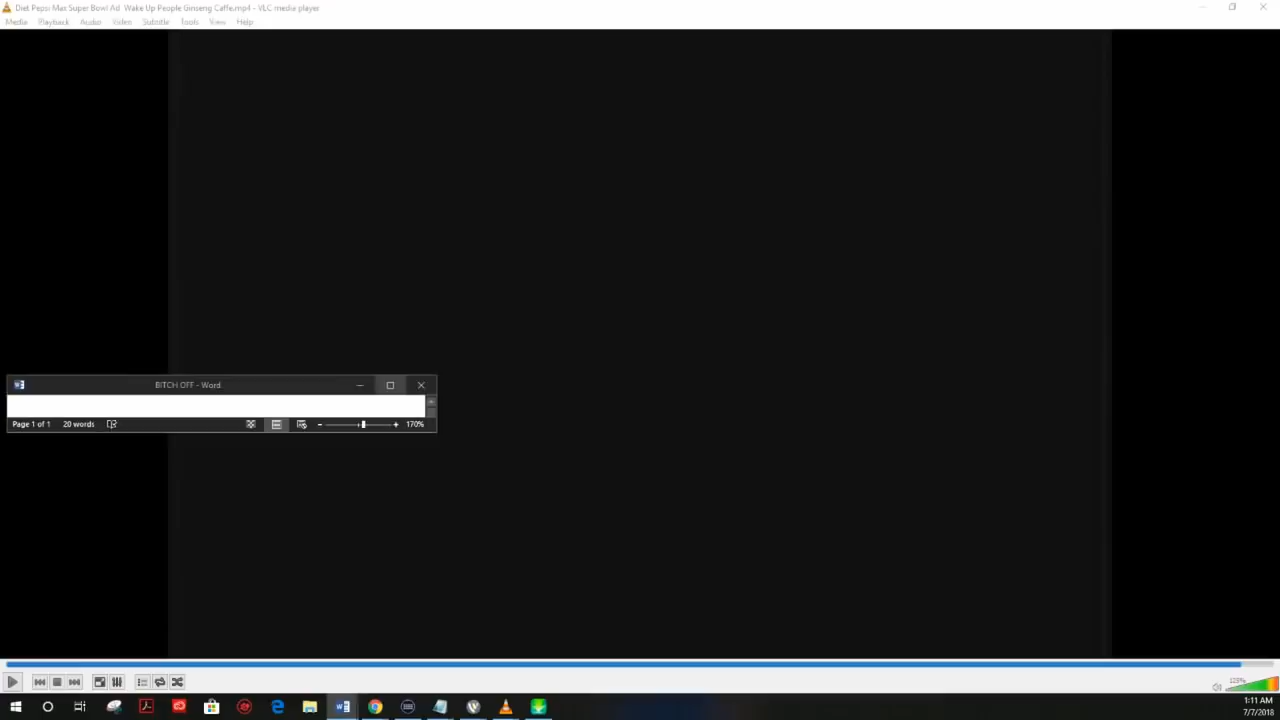 Diet Pepsi Max Super Bowl Ad Wake Up People Ginseng Caffe.mp4 - VLC media player
Media Playback Audio Video Subtitle Tools View Help
BITCH OFF - Word
Page 1 of 1 20 words 170%
125%
1:11 AM
7/7/2018